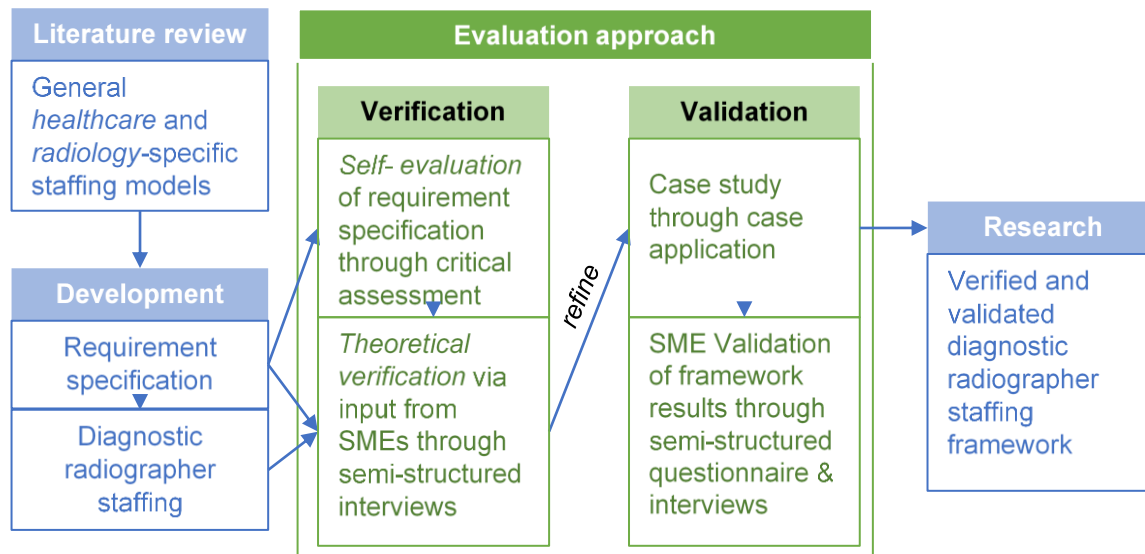 Literature review
General
healthcare and
radiology-specific
staffing models
Development
Requirement
specification
Diagnostic
radiographer
staffing
Evaluation approach
Verification
Self- evaluation
of requirement
specification
through critical
assessment
Theoretical
verification via
input from
SMEs through
semi-structured
interviews
refine
Validation
Case study
through case
application
SME Validation
of framework
results through
semi-structured
questionnaire &
interviews
Research
Verified and
validated
diagnostic
radiographer
staffing
framework